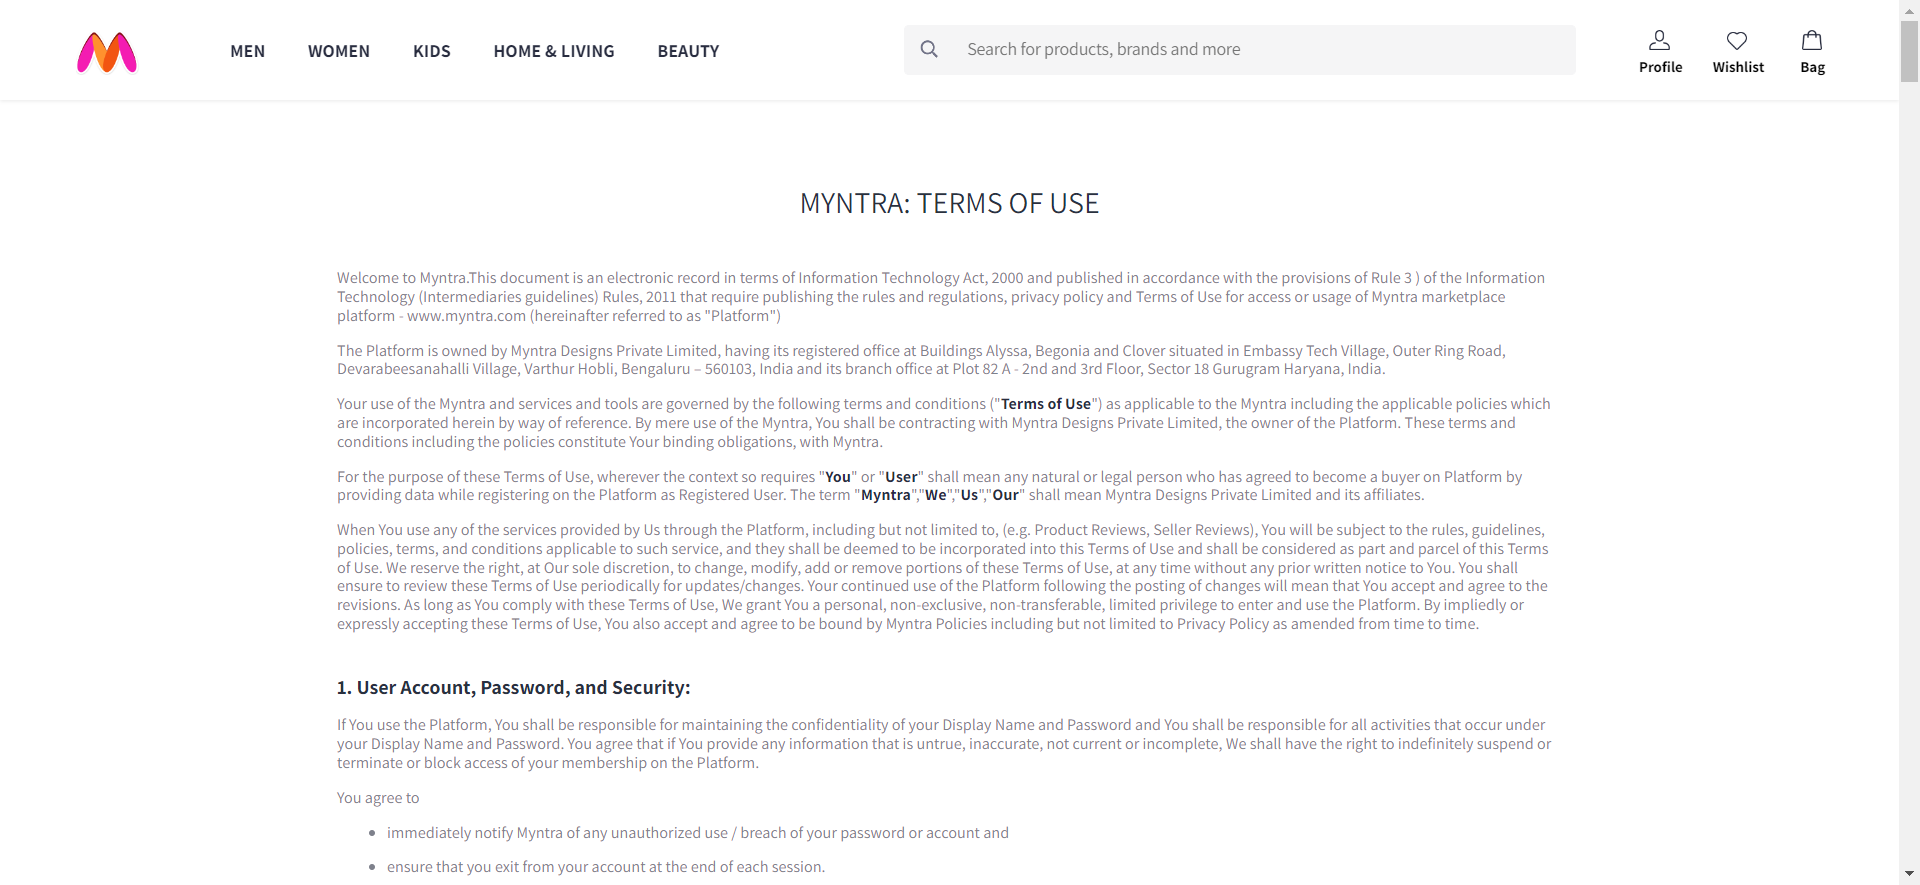 MEN WOMEN KIDS HOME & LIVING BEAUTY Search for products, brands and more Profile Wishlist Bag
MYNTRA: TERMS OF USE
Welcome to Myntra.This document is an electronic record in terms of Information Technology Act, 2000 and published in accordance with the provisions of Rule 3 ) of the Information
Technology (Intermediaries guidelines) Rules, 2011 that require publishing the rules and regulations, privacy policy and Terms of Use for access or usage of Myntra marketplace
platform - www.myntra.com (hereinafter referred to as "Platform")
The Platform is owned by Myntra Designs Private Limited, having its registered office at Buildings Alyssa, Begonia and Clover situated in Embassy Tech Village, Outer Ring Road,
Devarabeesanahalli Village, Varthur Hobli, Bengaluru – 560103, India and its branch office at Plot 82 A - 2nd and 3rd Floor, Sector 18 Gurugram Haryana, India.
Your use of the Myntra and services and tools are governed by the following terms and conditions ("Terms of Use") as applicable to the Myntra including the applicable policies which
are incorporated herein by way of reference. By mere use of the Myntra, You shall be contracting with Myntra Designs Private Limited, the owner of the Platform. These terms and
conditions including the policies constitute Your binding obligations, with Myntra.
For the purpose of these Terms of Use, wherever the context so requires "You" or "User" shall mean any natural or legal person who has agreed to become a buyer on Platform by
providing data while registering on the Platform as Registered User. The term "Myntra","We","Us","Our" shall mean Myntra Designs Private Limited and its affiliates.
When You use any of the services provided by Us through the Platform, including but not limited to, (e.g. Product Reviews, Seller Reviews), You will be subject to the rules, guidelines,
policies, terms, and conditions applicable to such service, and they shall be deemed to be incorporated into this Terms of Use and shall be considered as part and parcel of this Terms
of Use. We reserve the right, at Our sole discretion, to change, modify, add or remove portions of these Terms of Use, at any time without any prior written notice to You. You shall
ensure to review these Terms of Use periodically for updates/changes. Your continued use of the Platform following the posting of changes will mean that You accept and agree to the
revisions. As long as You comply with these Terms of Use, We grant You a personal, non-exclusive, non-transferable, limited privilege to enter and use the Platform. By impliedly or
expressly accepting these Terms of Use, You also accept and agree to be bound by Myntra Policies including but not limited to Privacy Policy as amended from time to time.
1. User Account, Password, and Security:
If You use the Platform, You shall be responsible for maintaining the confidentiality of your Display Name and Password and You shall be responsible for all activities that occur under
your Display Name and Password. You agree that if You provide any information that is untrue, inaccurate, not current or incomplete, We shall have the right to indefinitely suspend or
terminate or block access of your membership on the Platform.
You agree to
• immediately notify Myntra of any unauthorized use / breach of your password or account and
• ensure that you exit from your account at the end of each session.